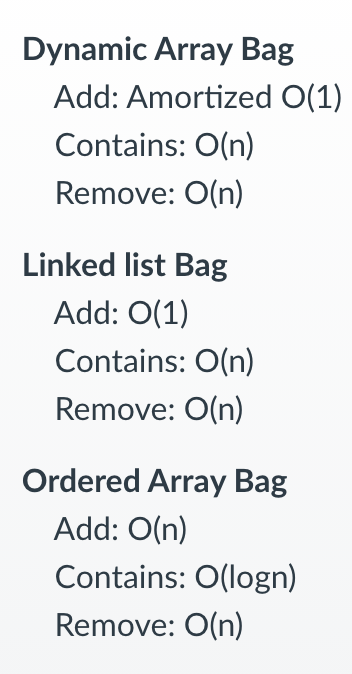 Dynamic Array Bag
Add: Amortized O(1)
Contains: O(n)
Remove: O(n)
Linked list Bag
Add: O(1)
Contains: O(n)
Remove: O(n)
Ordered Array Bag
Add: O(n)
Contains: O(logn)
Remove: O(n)